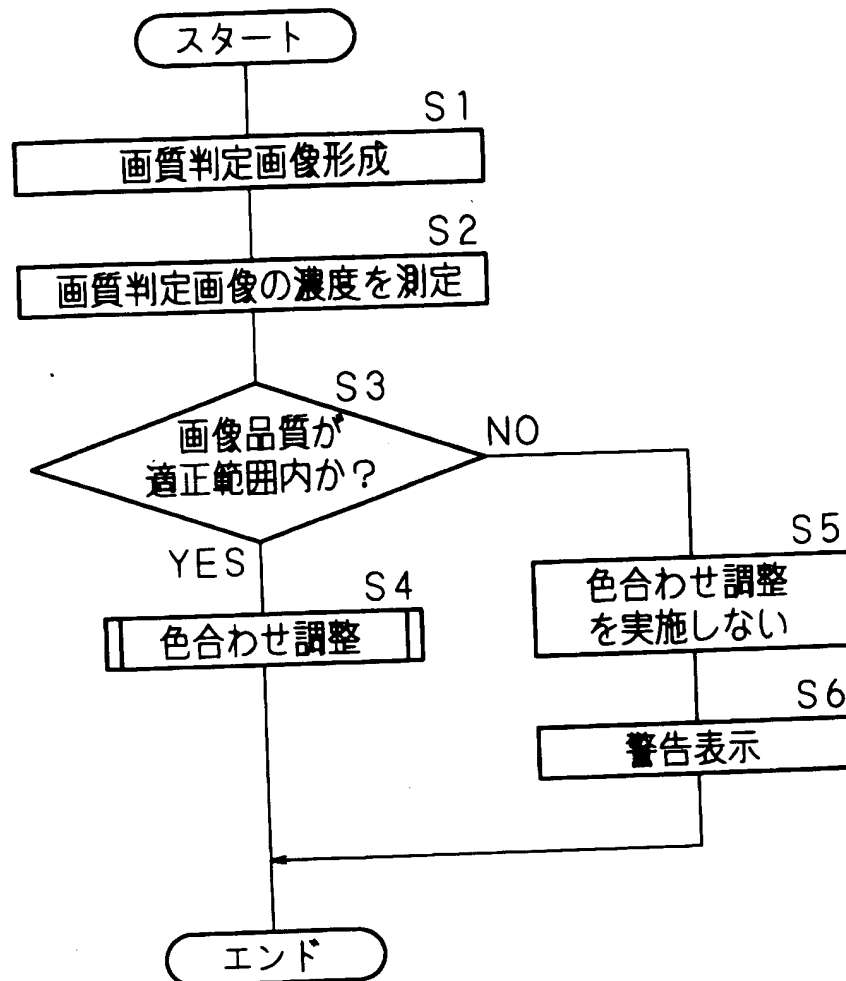 スタート
S1
画質判定画像形成
S2
画質判定画像の濃度を測定
S3
画像品質が
適正範囲内か?
NO
YES
S4
色合わせ調整
S5
色合わせ調整
を実施しない
S6
警告表示
エンド